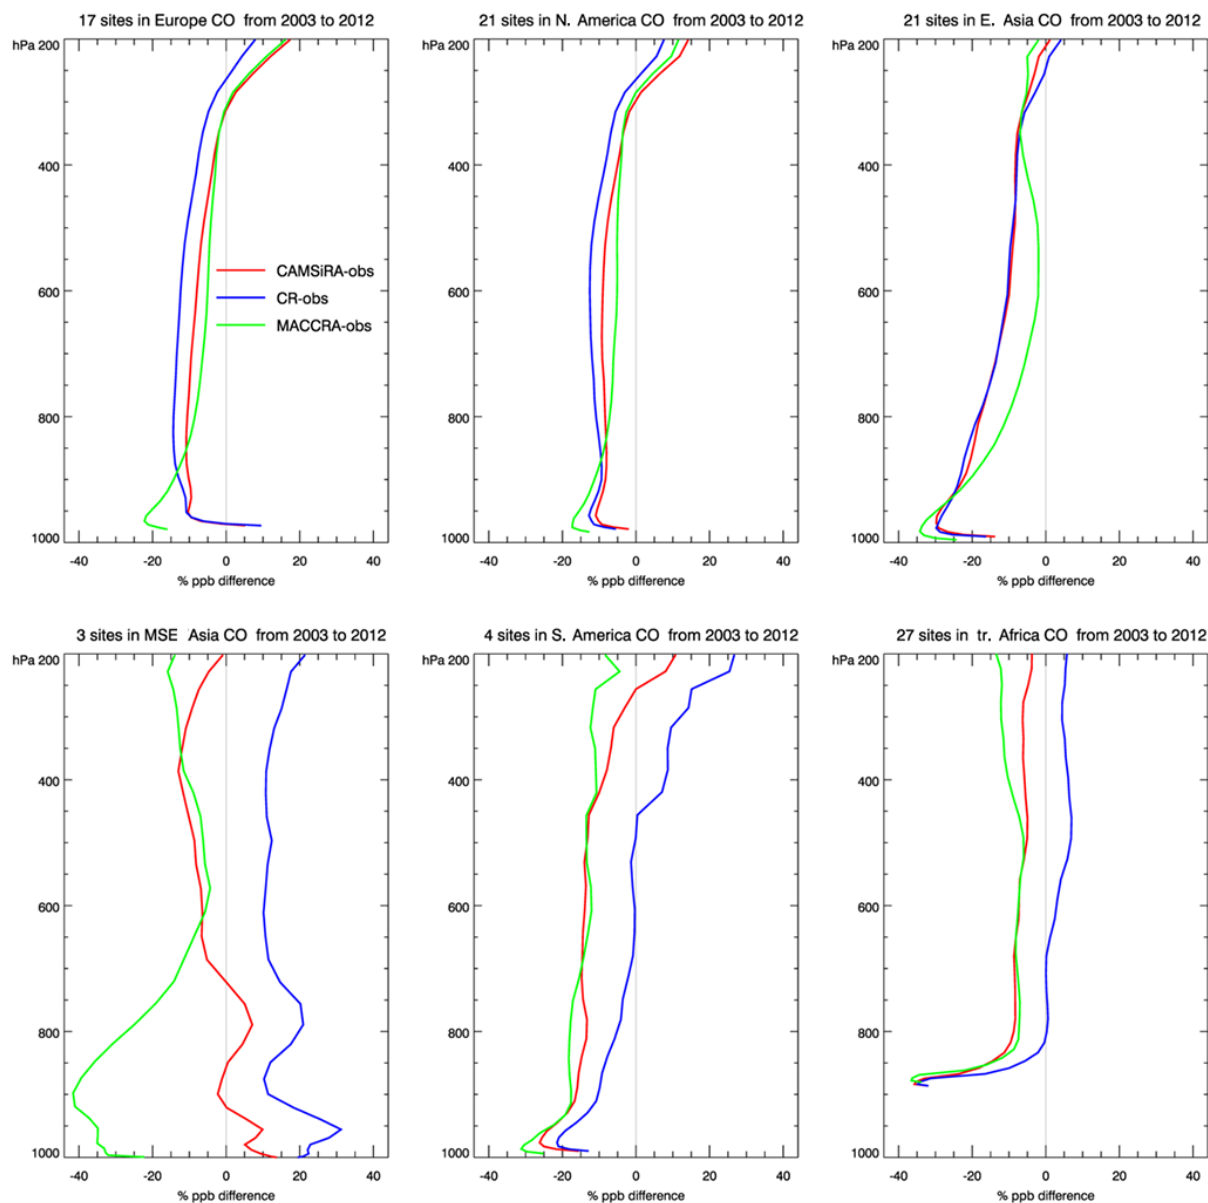 17 sites in Europe CO from 2003 to 2012
21 sites in N. America CO from 2003 to 2012
21 sites in E. Asia CO from 2003 to 2012
hPa 200
400
600
800
1000
-40 -20 0 20 40
% ppb difference
CAMSiRA-obs
CR-obs
MACCRA-obs
hPa 200
400
600
800
1000
-40 -20 0 20 40
% ppb difference
hPa 200
400
600
800
1000
-40 -20 0 20 40
% ppb difference
3 sites in MSE Asia CO from 2003 to 2012
4 sites in S. America CO from 2003 to 2012
27 sites in tr. Africa CO from 2003 to 2012
hPa 200
400
600
800
1000
-40 -20 0 20 40
% ppb difference
hPa 200
400
600
800
1000
-40 -20 0 20 40
% ppb difference
hPa 200
400
600
800
1000
-40 -20 0 20 40
% ppb difference